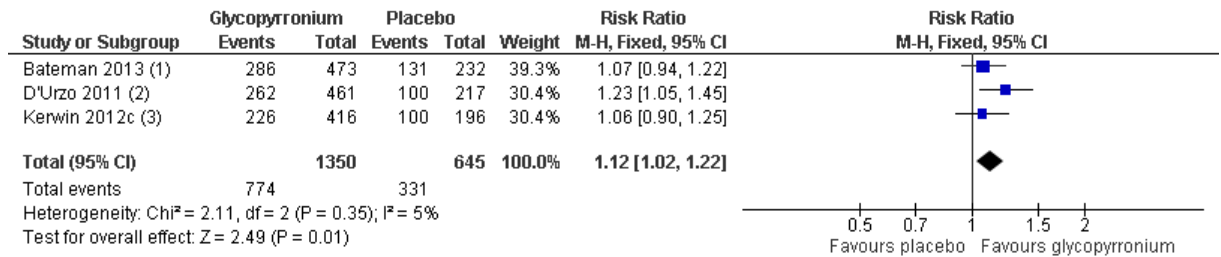 Glycopyrronium Placebo Risk Ratio Risk Ratio
Study or Subgroup Events Total Events Total Weight M-H, Fixed, 95% CI M-H, Fixed, 95% CI
Bateman 2013 (1) 286 473 131 232 39.3% 1.07 [0.94, 1.22]
D'Urzo 2011 (2) 262 461 100 217 30.4% 1.23 [1.05, 1.45]
Kerwin 2012c (3) 226 416 100 196 30.4% 1.06 [0.90, 1.25]
Total (95% CI) 1350 645 100.0% 1.12 [1.02, 1.22]
Total events 774 331
Heterogeneity: Chi² = 2.11, df = 2 (P = 0.35); I² = 5%
Test for overall effect: Z = 2.49 (P = 0.01)
0.5 0.7 1 1.5 2
Favours placebo Favours glycopyrronium